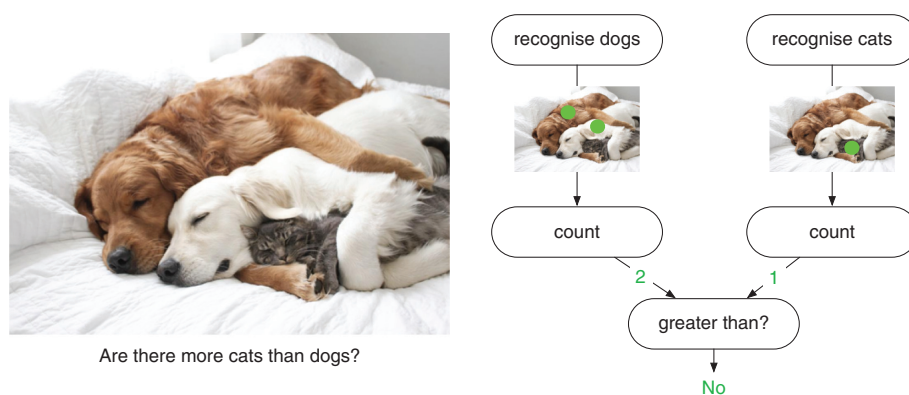 recognise dogs
recognise cats
count
count
2
1
greater than?
No
Are there more cats than dogs?